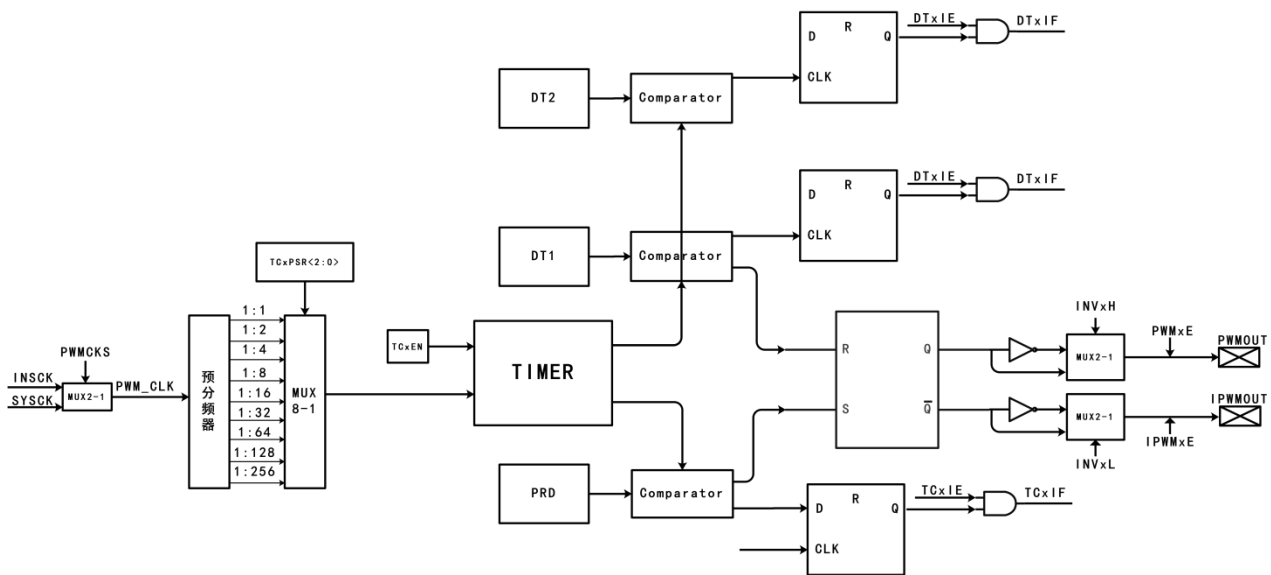 DTxIE
DTxIF
D
R
Q
CLK
DT2
Comparator
DTxIE
DTxIF
D
R
Q
CLK
DT1
Comparator
TCxPSR<2:0>
1:1
1:2
1:4
1:8
1:16
1:32
1:64
1:128
1:256
预分频器
MUX
8-1
PWMCKS
INSCK
SYSCK
MUX2-1
PWM_CLK
TCxEN
TIMER
R
Q
S
Q
INVxH
MUX2-1
PWMxE
PWMOUT
MUX2-1
IPWMOUT
IPWMxE
INVxL
PRD
Comparator
D
R
Q
CLK
TCxIE
TCxIF